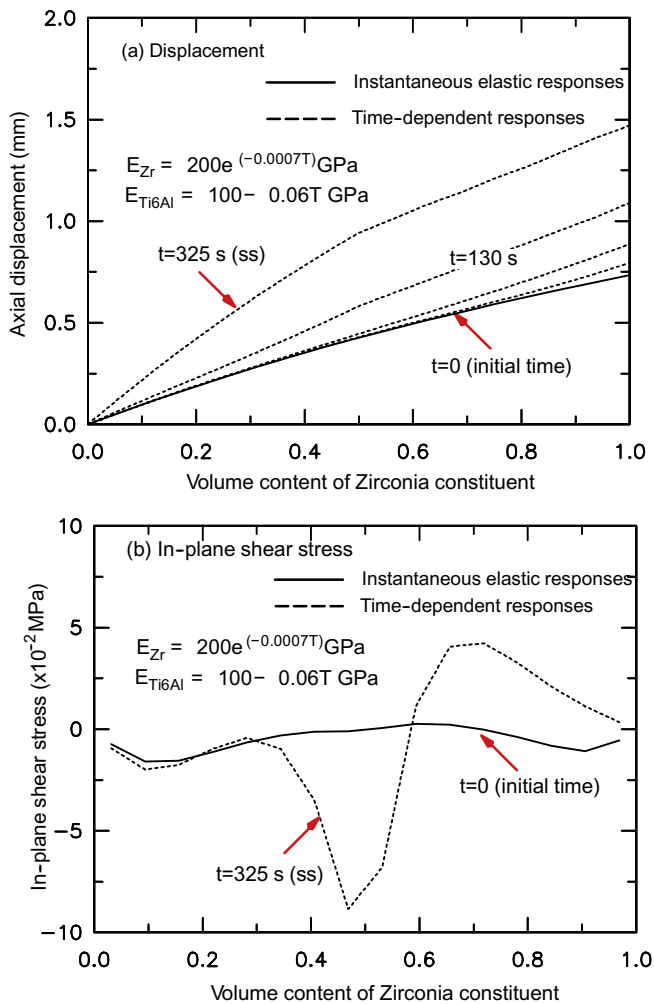 2.0
(a) Displacement
Instantaneous elastic responses
Time-dependent responses
1.5
E_Zr = 200e^(-0.0007T) GPa
E_Ti6Al = 100- 0.06T GPa
t=325 s (ss)
t=130 s
1.0
Axial displacement (mm)
0.5
t=0 (initial time)
0.0
0.0 0.2 0.4 0.6 0.8 1.0
Volume content of Zirconia constituent
10
(b) In-plane shear stress
Instantaneous elastic responses
Time-dependent responses
5
E_Zr = 200e^(-0.0007T) GPa
E_Ti6Al = 100- 0.06T GPa
0
In-plane shear stress (x10^-2 MPa)
t=0 (initial time)
-5
t=325 s (ss)
-10
0.0 0.2 0.4 0.6 0.8 1.0
Volume content of Zirconia constituent